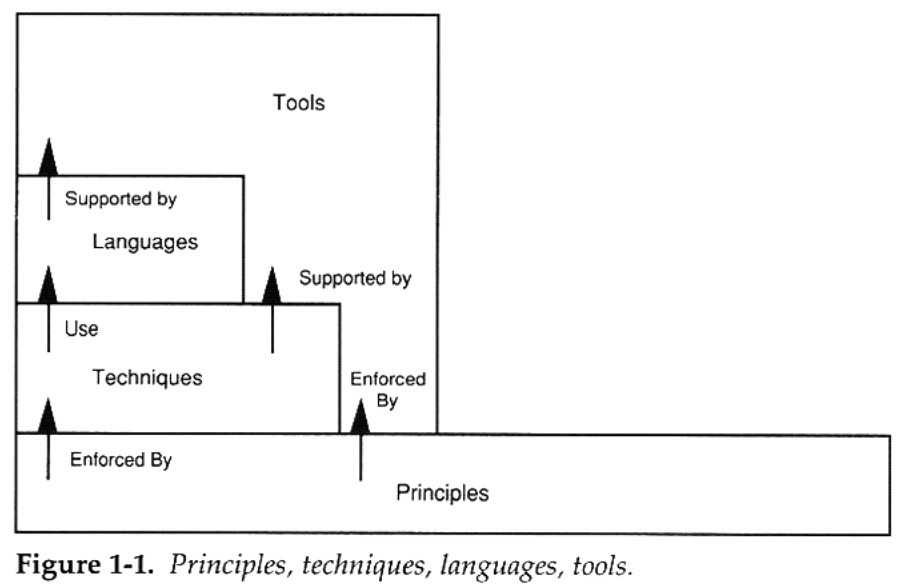 Tools
Supported by
Languages
Supported by
Use
Techniques
Enforced
By
Enforced By
Principles
Figure 1-1. Principles, techniques, languages, tools.